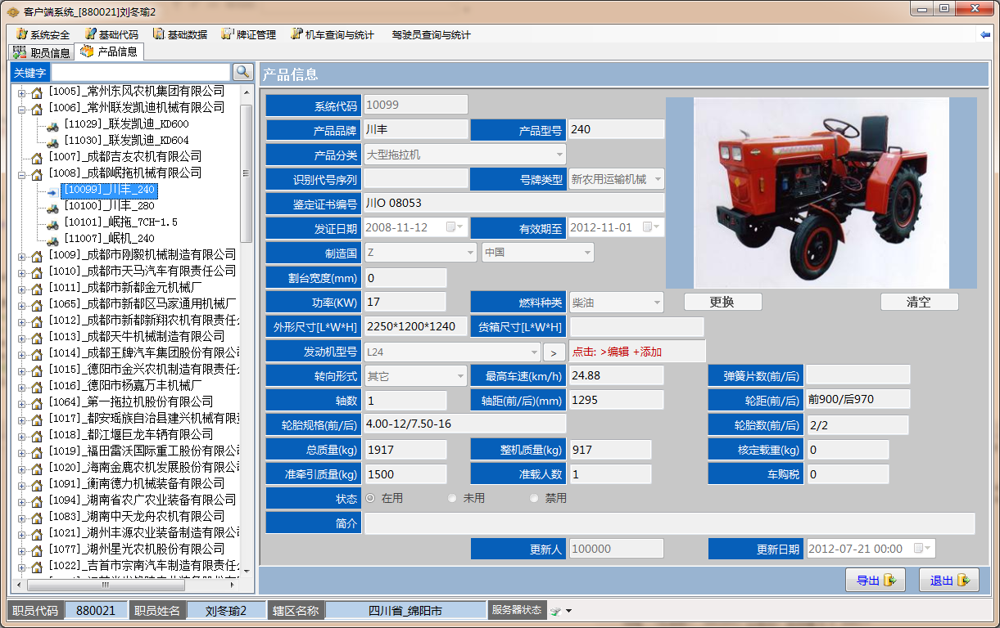 客户端系统_[880021]刘冬瑜2
系统安全 基础代码 基础数据 牌证管理 机车查询与统计 驾驶员查询与统计
职员信息 产品信息
关键字
[1005]_常州东风农机集团有限公司
[1006]_常州联发凯迪机械有限公司
[11029]_联发凯迪_KD600
[11030]_联发凯迪_KD604
[1007]_成都吉友农机有限公司
[1008]_成都岷拖机械有限公司
[10099]_川丰_240
[10100]_川丰_280
[10101]_岷拖_7CH-1.5
[11007]_岷机_240
[1009]_成都市刚毅机械制造有限公司
[1010]_成都市天马汽车有限责任公司
[1011]_成都市新都金元机械厂
[1065]_成都市新都区马家通用机械厂
[1012]_成都市新都新翔农机有限责任
[1013]_成都天牛机械制造有限公司
[1014]_成都王牌汽车集团股份有限公司
[1015]_德阳市金兴农机制造有限公司
[1016]_德阳市杨嘉万丰机械厂
[1064]_第一拖拉机股份有限公司
[1017]_都安瑶族自治县建兴机械有限
[1018]_都江堰巨龙车辆有限公司
[1019]_福田雷沃国际重工股份有限公
[1020]_海南金鹿农机发展股份有限公
[1091]_衡南德力机械装备有限公司
[1094]_湖南省农广农业装备有限公司
[1083]_湖南中天龙舟农机有限公司
[1021]_湖州丰源农业装备制造有限公
[1077]_湖州星光农机股份有限公司
[1022]_吉首市宗南汽车制造有限责任
产品信息
系统代码 10099
产品品牌 川丰 产品型号 240
产品分类 大型拖拉机
识别代号序列 号牌类型 新农用运输机械
鉴定证书编号 川O 08053
发证日期 2008-11-12 有效期至 2012-11-01
制造国 Z 中国
割台宽度(mm) 0
功率(KW) 17 燃料种类 柴油 更换 清空
外形尺寸[L*W*H] 2250*1200*1240 货箱尺寸[L*W*H]
发动机型号 L24 > 点击: >编辑 +添加
转向形式 其它 最高车速(km/h) 24.88 弹簧片数(前/后)
轴数 1 轴距(前/后)(mm) 1295 轮距(前/后) 前900/后970
轮胎规格(前/后) 4.00-12/7.50-16 轮胎数(前/后) 2/2
总质量(kg) 1917 整机质量(kg) 917 核定载重(kg) 0
准牵引质量(kg) 1500 准载人数 1 车购税 0
状态 在用 未用 禁用
简介
更新人 100000 更新日期 2012-07-21 00:00
导出 退出
职员代码 880021 职员姓名 刘冬瑜2 辖区名称 四川省_绵阳市 服务器状态